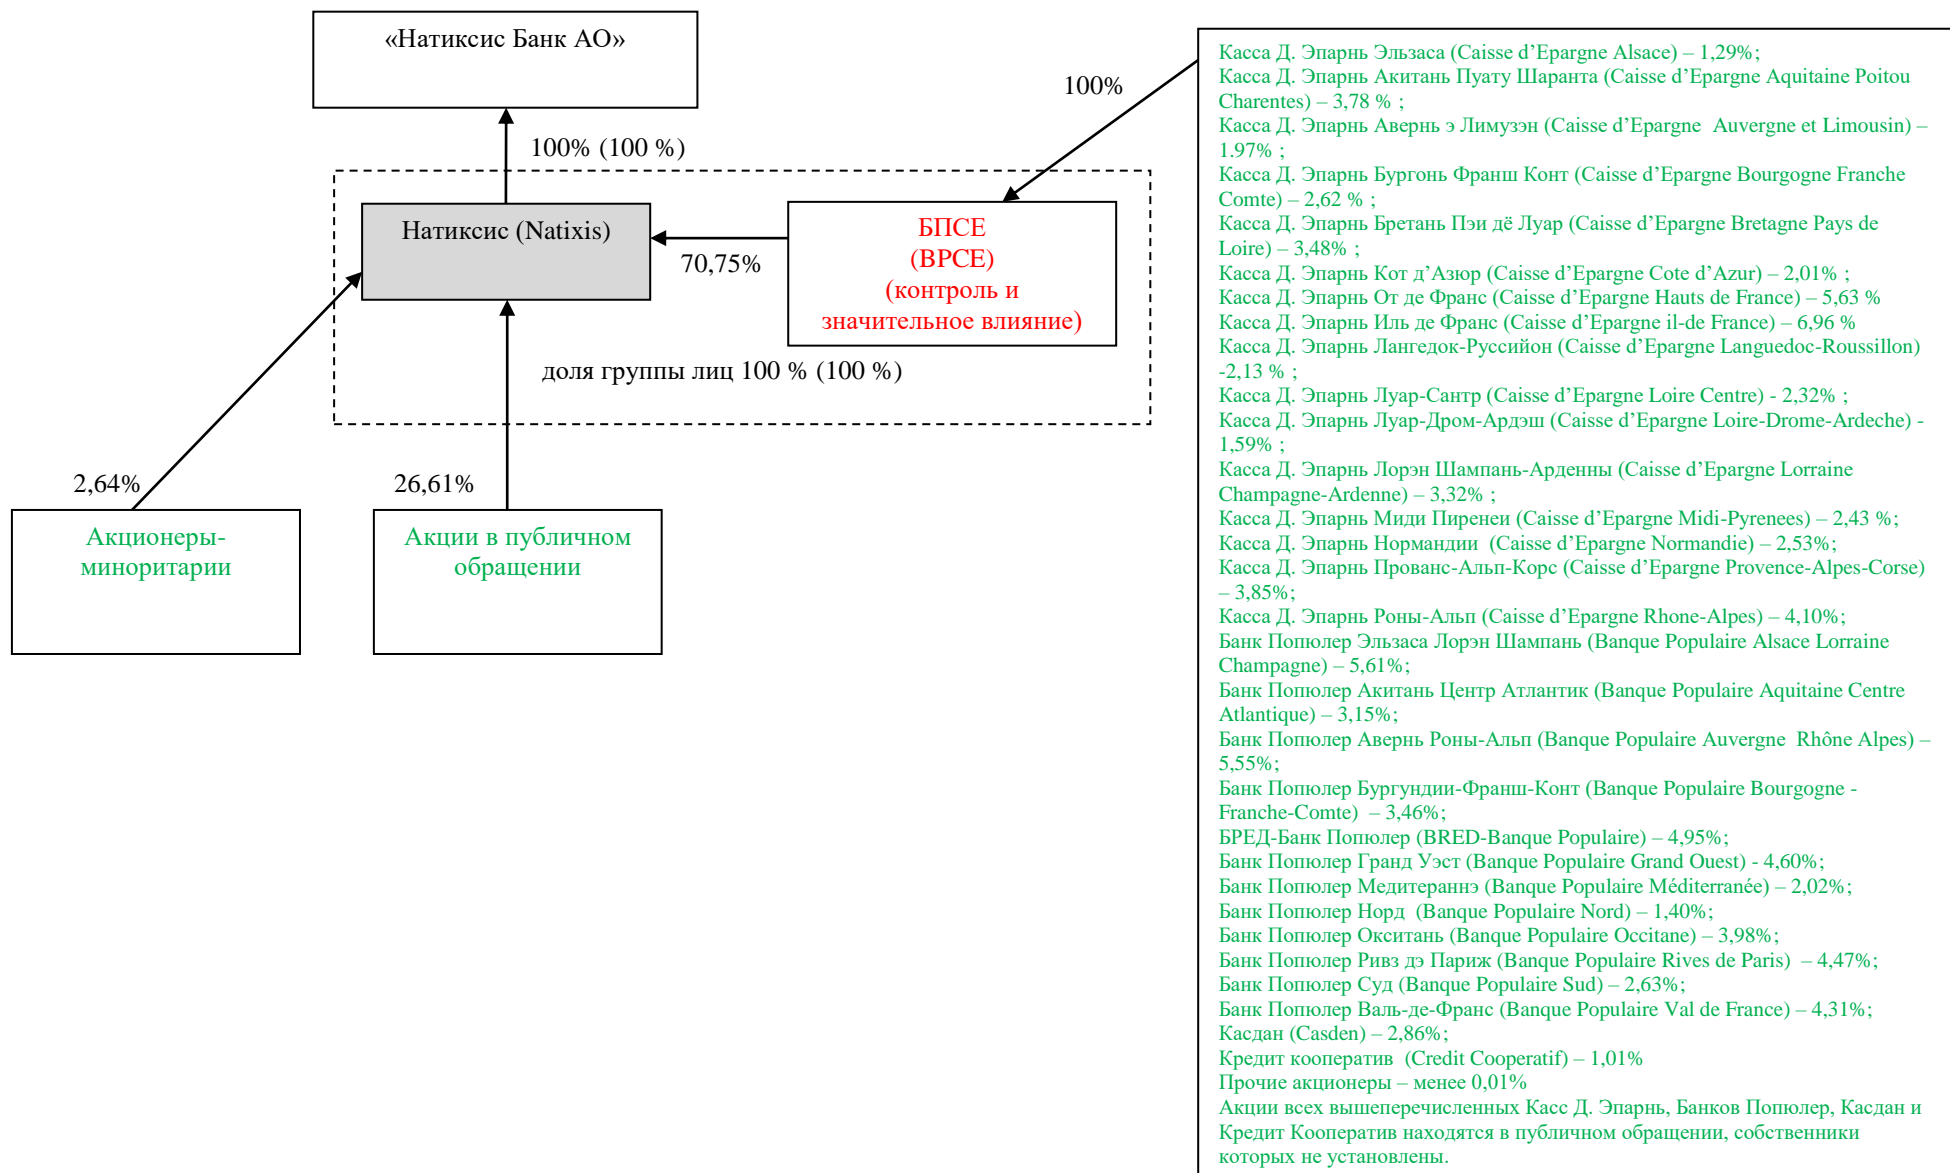 «Натиксис Банк АО»
100% (100 %)
100%
Натиксис (Natixis)
70,75%
БПСЕ
(ВРСЕ)
(контроль и
значительное влияние)
доля группы лиц 100 % (100 %)
2,64%
26,61%
Акционеры-
миноритарии
Акции в публичном
обращении
Касса Д. Эпарнь Эльзаса (Caisse d’Epargne Alsace) – 1,29%;
Касса Д. Эпарнь Акитань Пуату Шаранта (Caisse d’Epargne Aquitaine Poitou
Charentes) – 3,78 % ;
Касса Д. Эпарнь Авернь э Лимузэн (Caisse d’Epargne  Auvergne et Limousin) –
1.97% ;
Касса Д. Эпарнь Бургонь Франш Конт (Caisse d’Epargne Bourgogne Franche
Comte) – 2,62 % ;
Касса Д. Эпарнь Бретань Пэи дё Луар (Caisse d’Epargne Bretagne Pays de
Loire) – 3,48% ;
Касса Д. Эпарнь Кот д’Азюр (Caisse d’Epargne Cote d’Azur) – 2,01% ;
Касса Д. Эпарнь От де Франс (Caisse d’Epargne Hauts de France) – 5,63 %
Касса Д. Эпарнь Иль де Франс (Caisse d’Epargne il-de France) – 6,96 %
Касса Д. Эпарнь Лангедок-Руссийон (Caisse d’Epargne Languedoc-Roussillon)
-2,13 % ;
Касса Д. Эпарнь Луар-Сантр (Caisse d’Epargne Loire Centre) - 2,32% ;
Касса Д. Эпарнь Луар-Дром-Ардэш (Caisse d’Epargne Loire-Drome-Ardeche) -
1,59% ;
Касса Д. Эпарнь Лорэн Шампань-Арденны (Caisse d’Epargne Lorraine
Champagne-Ardenne) – 3,32% ;
Касса Д. Эпарнь Миди Пиренеи (Caisse d’Epargne Midi-Pyrenees) – 2,43 %;
Касса Д. Эпарнь Нормандии  (Caisse d’Epargne Normandie) – 2,53%;
Касса Д. Эпарнь Прованс-Альп-Корс (Caisse d’Epargne Provence-Alpes-Corse)
– 3,85%;
Касса Д. Эпарнь Роны-Альп (Caisse d’Epargne Rhone-Alpes) – 4,10%;
Банк Попюлер Эльзаса Лорэн Шампань (Banque Populaire Alsace Lorraine
Champagne) – 5,61%;
Банк Попюлер Акитань Центр Атлантик (Banque Populaire Aquitaine Centre
Atlantique) – 3,15%;
Банк Попюлер Авернь Роны-Альп (Banque Populaire Auvergne  Rhône Alpes) –
5,55%;
Банк Попюлер Бургундии-Франш-Конт (Banque Populaire Bourgogne -
Franche-Comte)  – 3,46%;
БРЕД-Банк Попюлер (BRED-Banque Populaire) – 4,95%;
Банк Попюлер Гранд Уэст (Banque Populaire Grand Ouest) - 4,60%;
Банк Попюлер Медитераннэ (Banque Populaire Méditerranée) – 2,02%;
Банк Попюлер Норд  (Banque Populaire Nord) – 1,40%;
Банк Попюлер Окситань (Banque Populaire Occitane) – 3,98%;
Банк Попюлер Ривз дэ Париж (Banque Populaire Rives de Paris)  – 4,47%;
Банк Попюлер Суд (Banque Populaire Sud) – 2,63%;
Банк Попюлер Валь-де-Франс (Banque Populaire Val de France) – 4,31%;
Касдан (Casden) – 2,86%;
Кредит кооператив  (Credit Cooperatif) – 1,01%
Прочие акционеры – менее 0,01%
Акции всех вышеперечисленных Касс Д. Эпарнь, Банков Попюлер, Касдан и
Кредит Кооператив находятся в публичном обращении, собственники
которых не установлены.